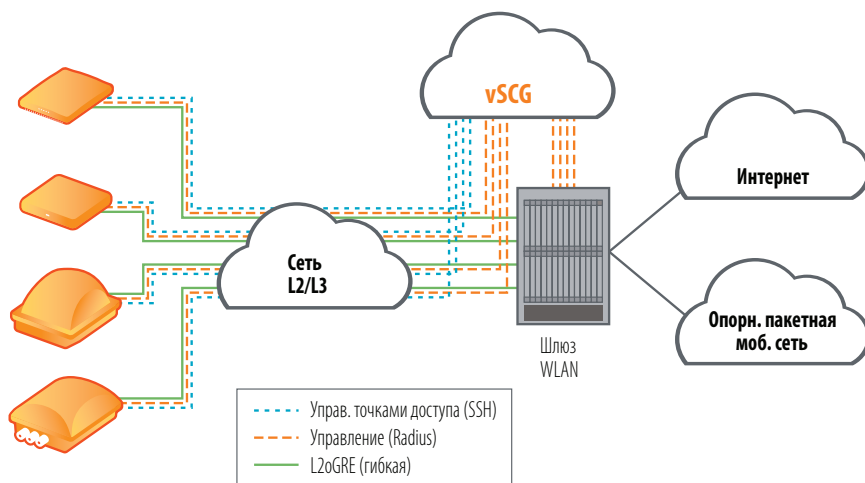 vSCG
Интернет
Сеть
L2/L3
Опорн. пакетная
моб. сеть
Шлюз
WLAN
Управ. точками доступа (SSH)
Управление (Radius)
L2oGRE (гибкая)